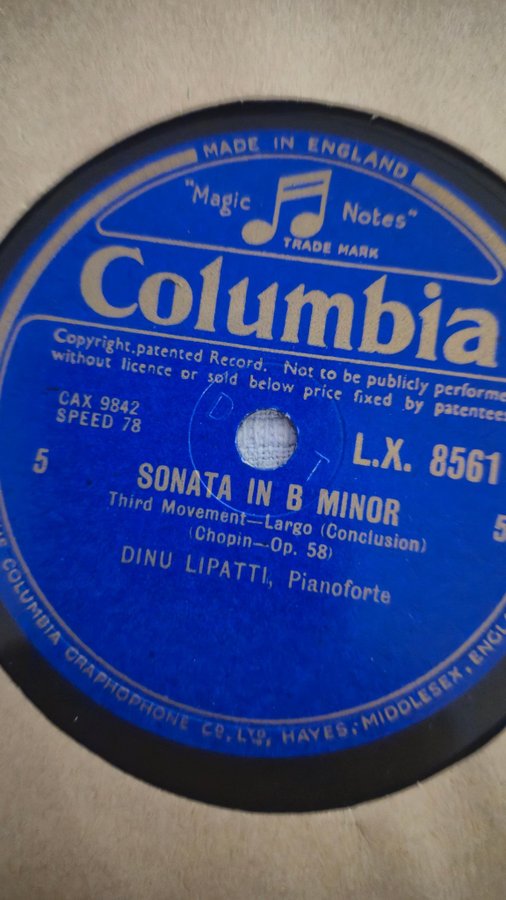 MADE IN ENGLAND
"Magic Notes"
TRADE MARK
Columbia
Copyright, patented Record. Not to be publicly performe
without licence or sold below price fixed by patentees
CAX 9842
SPEED 78
D T
L.X. 8561
5
5
SONATA IN B MINOR
Third Movement—Largo (Conclusion)
(Chopin—Op. 58)
DINU LIPATTI, Pianoforte
COLUMBIA GRAPHOPHONE CO., LTD., HAYES, MIDDLESEX, ENGL